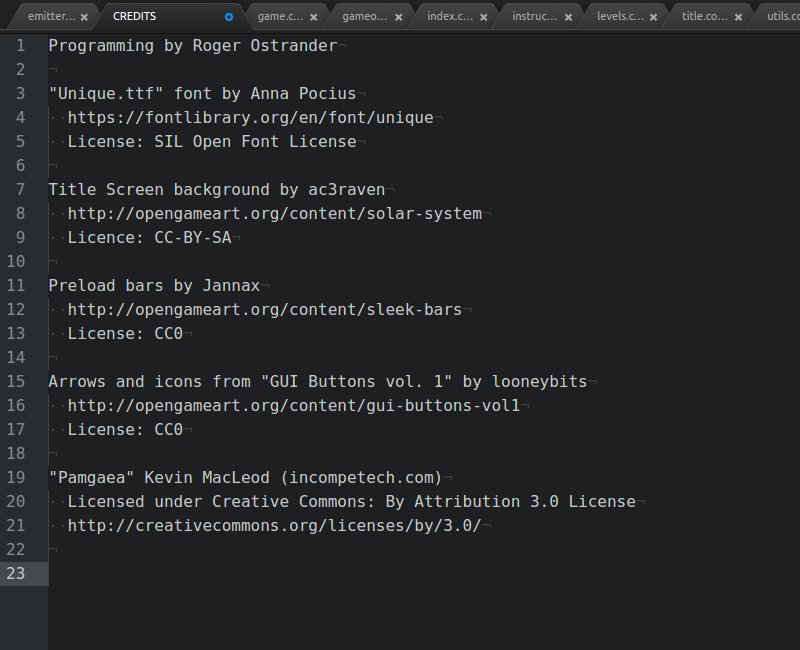 emitter... CREDITS game.c... gameo... index.c... instruc... levels.c... title.co... utils.co
1 Programming by Roger Ostrander
2
3 "Unique.ttf" font by Anna Pocius
4 https://fontlibrary.org/en/font/unique
5 License: SIL Open Font License
6
7 Title Screen background by ac3raven
8 http://opengameart.org/content/solar-system
9 Licence: CC-BY-SA
10
11 Preload bars by Jannax
12 http://opengameart.org/content/sleek-bars
13 License: CC0
14
15 Arrows and icons from "GUI Buttons vol. 1" by looneybits
16 http://opengameart.org/content/gui-buttons-vol1
17 License: CC0
18
19 "Pamgaea" Kevin MacLeod (incompetech.com)
20 Licensed under Creative Commons: By Attribution 3.0 License
21 http://creativecommons.org/licenses/by/3.0/
22
23